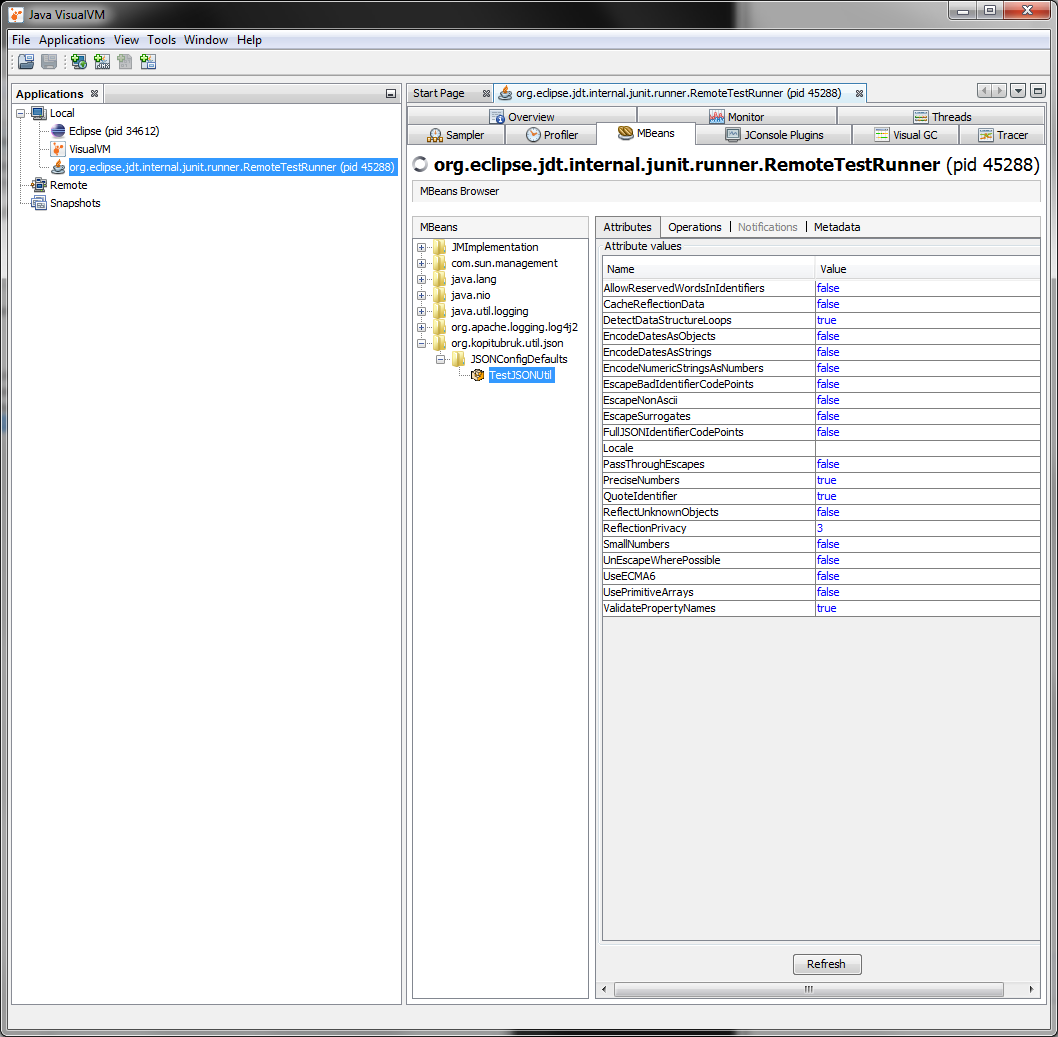 Java VisualVM
File Applications View Tools Window Help
Applications
Local
Eclipse (pid 34612)
VisualVM
org.eclipse.jdt.internal.junit.runner.RemoteTestRunner (pid 45288)
Remote
Snapshots
Start Page org.eclipse.jdt.internal.junit.runner.RemoteTestRunner (pid 45288)
Overview Monitor Threads
Sampler Profiler MBeans JConsole Plugins Visual GC Tracer
org.eclipse.jdt.internal.junit.runner.RemoteTestRunner (pid 45288)
MBeans Browser
MBeans
JMImplementation
com.sun.management
java.lang
java.nio
java.util.logging
org.apache.logging.log4j2
org.kopitubruk.util.json
JSONConfigDefaults
TestJSONUtil
Attributes Operations Notifications Metadata
Attribute values
Name Value
AllowReservedWordsInIdentifiers false
CacheReflectionData false
DetectDataStructureLoops true
EncodeDatesAsObjects false
EncodeDatesAsStrings false
EncodeNumericStringsAsNumbers false
EscapeBadIdentifierCodePoints false
EscapeNonAscii false
EscapeSurrogates false
FullJSONIdentifierCodePoints false
Locale
PassThroughEscapes false
PreciseNumbers true
QuoteIdentifier true
ReflectUnknownObjects false
ReflectionPrivacy 3
SmallNumbers false
UnEscapeWherePossible false
UseECMA6 false
UsePrimitiveArrays false
ValidatePropertyNames true
Refresh